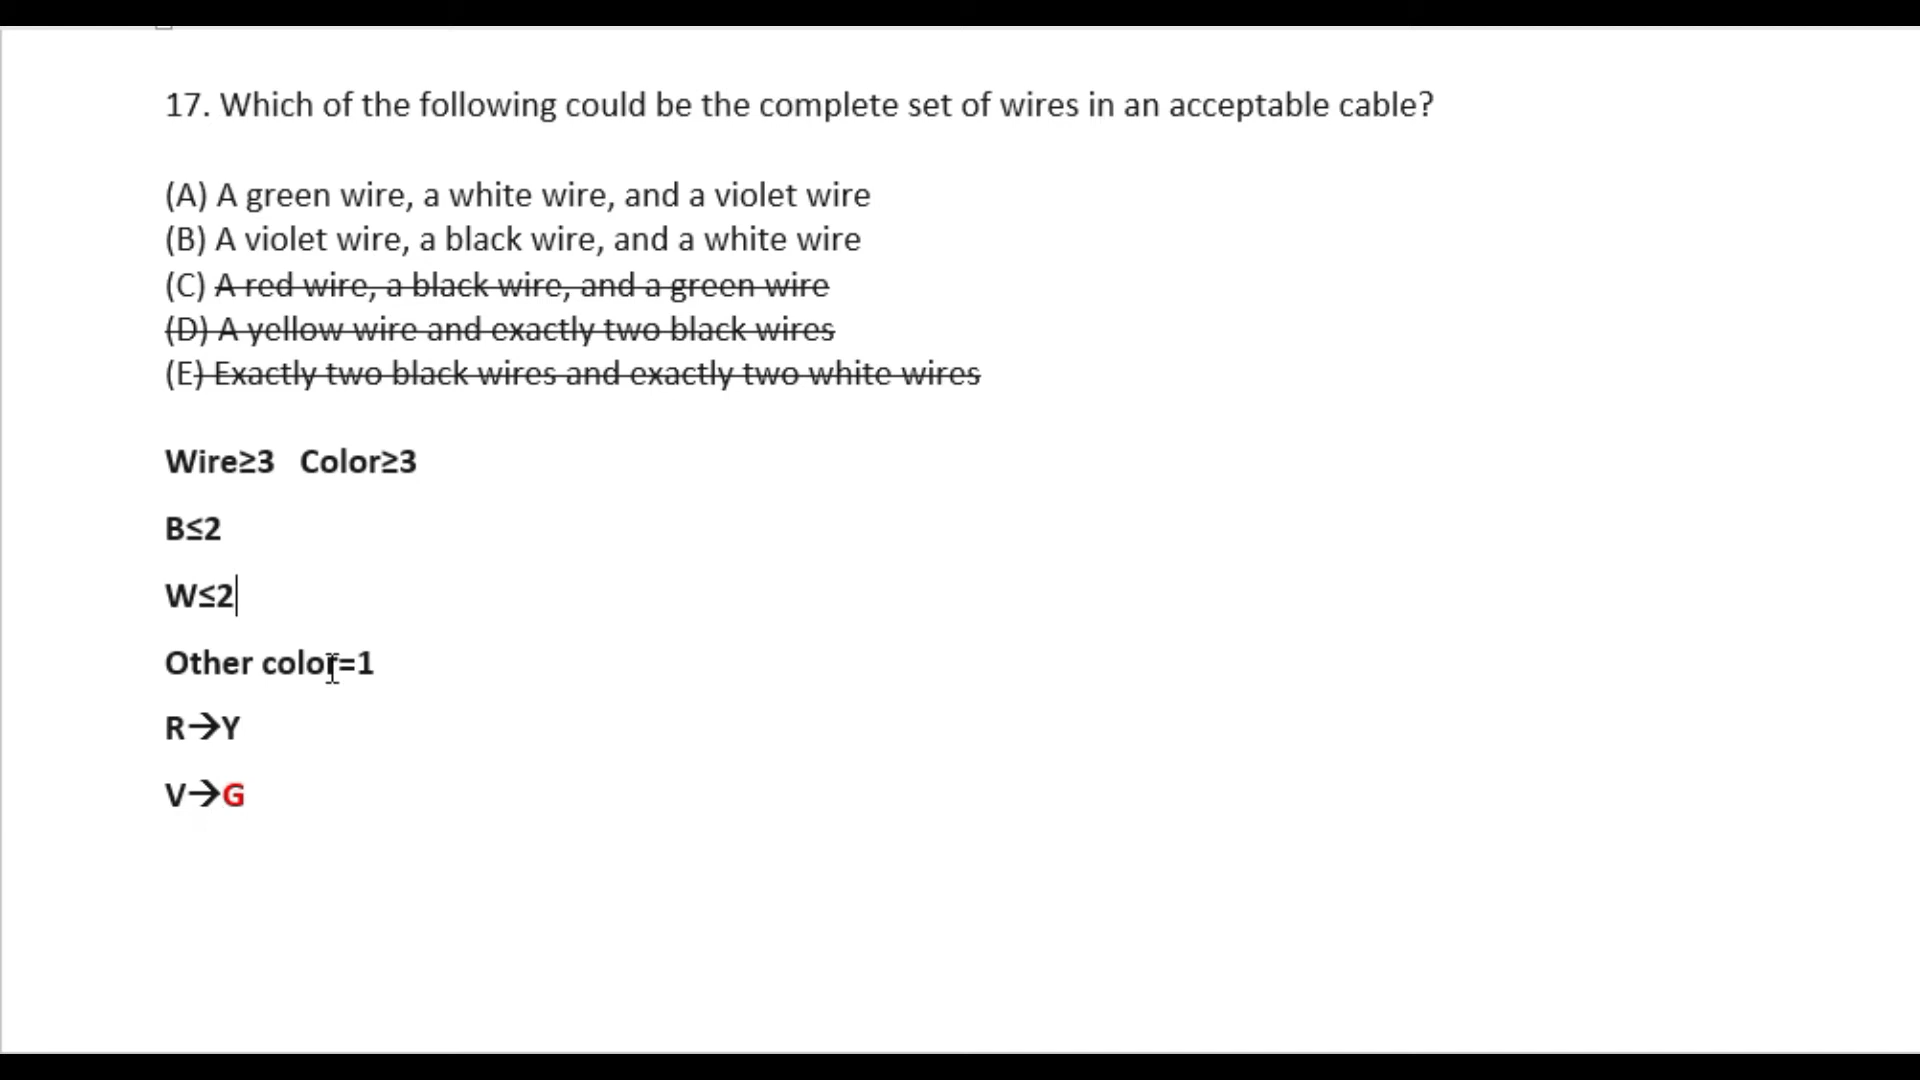 17. Which of the following could be the complete set of wires in an acceptable cable?
(A) A green wire, a white wire, and a violet wire
(B) A violet wire, a black wire, and a white wire
(C) A red wire, a black wire, and a green wire
(D) A yellow wire and exactly two black wires
(E) Exactly two black wires and exactly two white wires
Wire≥3 Color≥3
B≤2
W≤2
Other color=1
R→Y
V→G